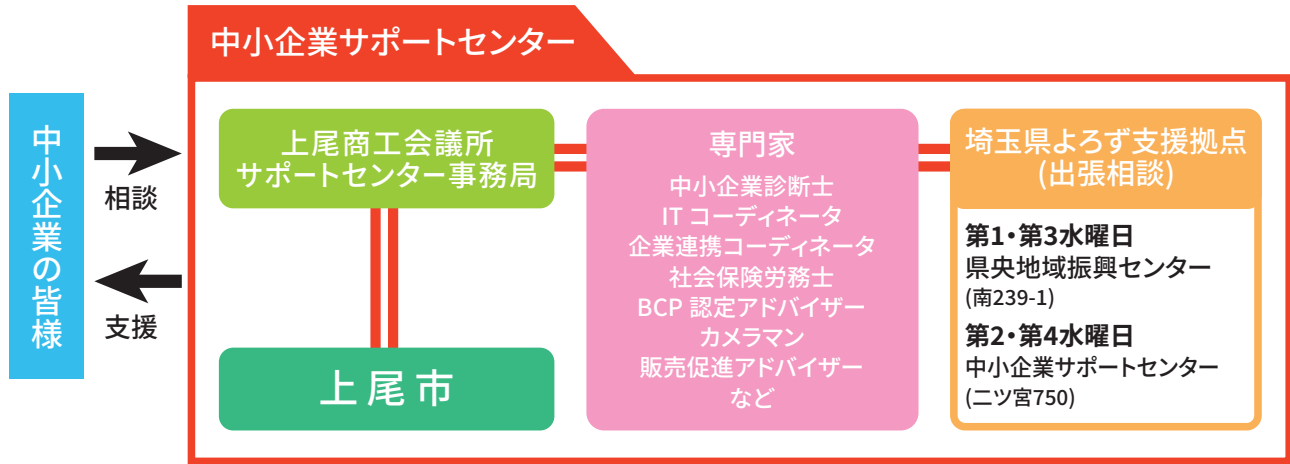 中小企業サポートセンター
中小企業の皆様
相談
支援
上尾商工会議所
サポートセンター事務局
上尾市
専門家
中小企業診断士
IT コーディネータ
企業連携コーディネータ
社会保険労務士
BCP 認定アドバイザー
カメラマン
販売促進アドバイザー
など
埼玉県よろず支援拠点
(出張相談)
第1・第3水曜日
県央地域振興センター
(南239-1)
第2・第4水曜日
中小企業サポートセンター
(二ツ宮750)